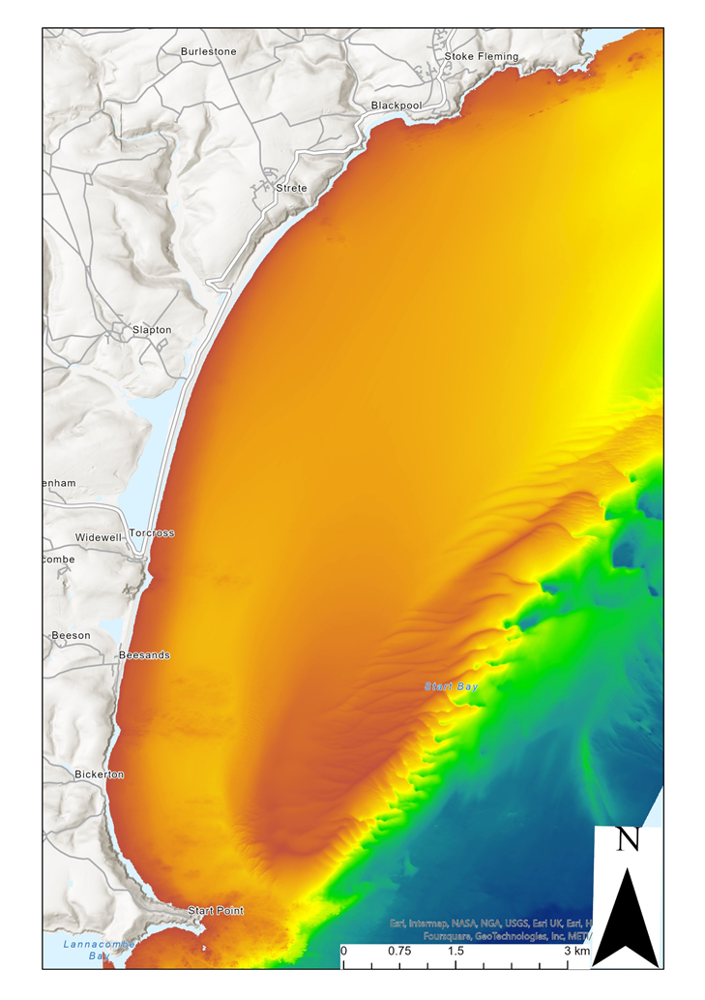 Burlestone
Stoke Fleming
Blackpool
Strete
Slapton
enham
Widewell
Torcross
combe
Beeson
Beesands
Start Bay
Bickerton
N
Start Point
Esri, Intermap, NASA, NGA, USGS, Esri UK, Esri, H
Foursquare, GeoTechnologies, Inc, METI/
Lannacombe
Bay
0 0.75 1.5 3 km